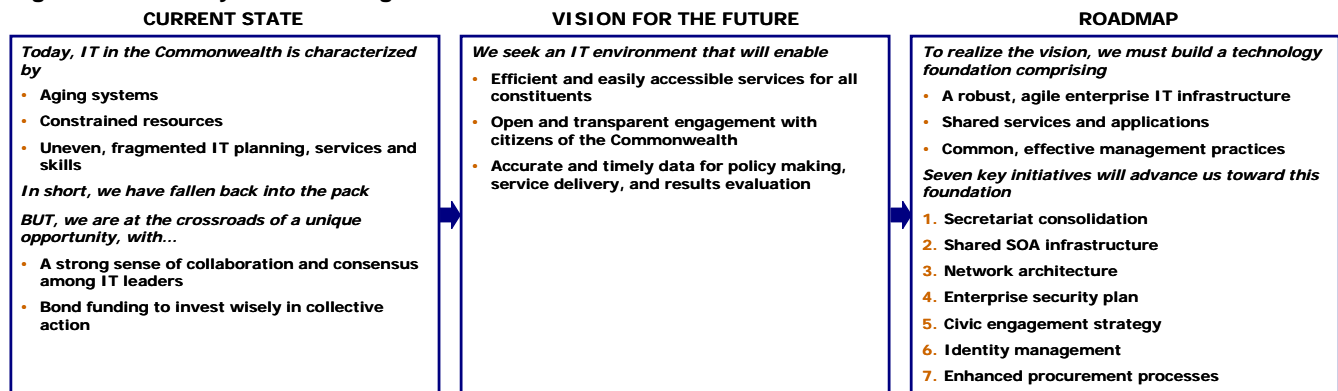 CURRENT STATE
Today, IT in the Commonwealth is characterized
by
• Aging systems
• Constrained resources
• Uneven, fragmented IT planning, services and
skills
In short, we have fallen back into the pack
BUT, we are at the crossroads of a unique
opportunity, with...
• A strong sense of collaboration and consensus
among IT leaders
• Bond funding to invest wisely in collective
action
VISION FOR THE FUTURE
We seek an IT environment that will enable
• Efficient and easily accessible services for all
constituents
• Open and transparent engagement with
citizens of the Commonwealth
• Accurate and timely data for policy making,
service delivery, and results evaluation
ROADMAP
To realize the vision, we must build a technology
foundation comprising
• A robust, agile enterprise IT infrastructure
• Shared services and applications
• Common, effective management practices
Seven key initiatives will advance us toward this
foundation
1. Secretariat consolidation
2. Shared SOA infrastructure
3. Network architecture
4. Enterprise security plan
5. Civic engagement strategy
6. Identity management
7. Enhanced procurement processes